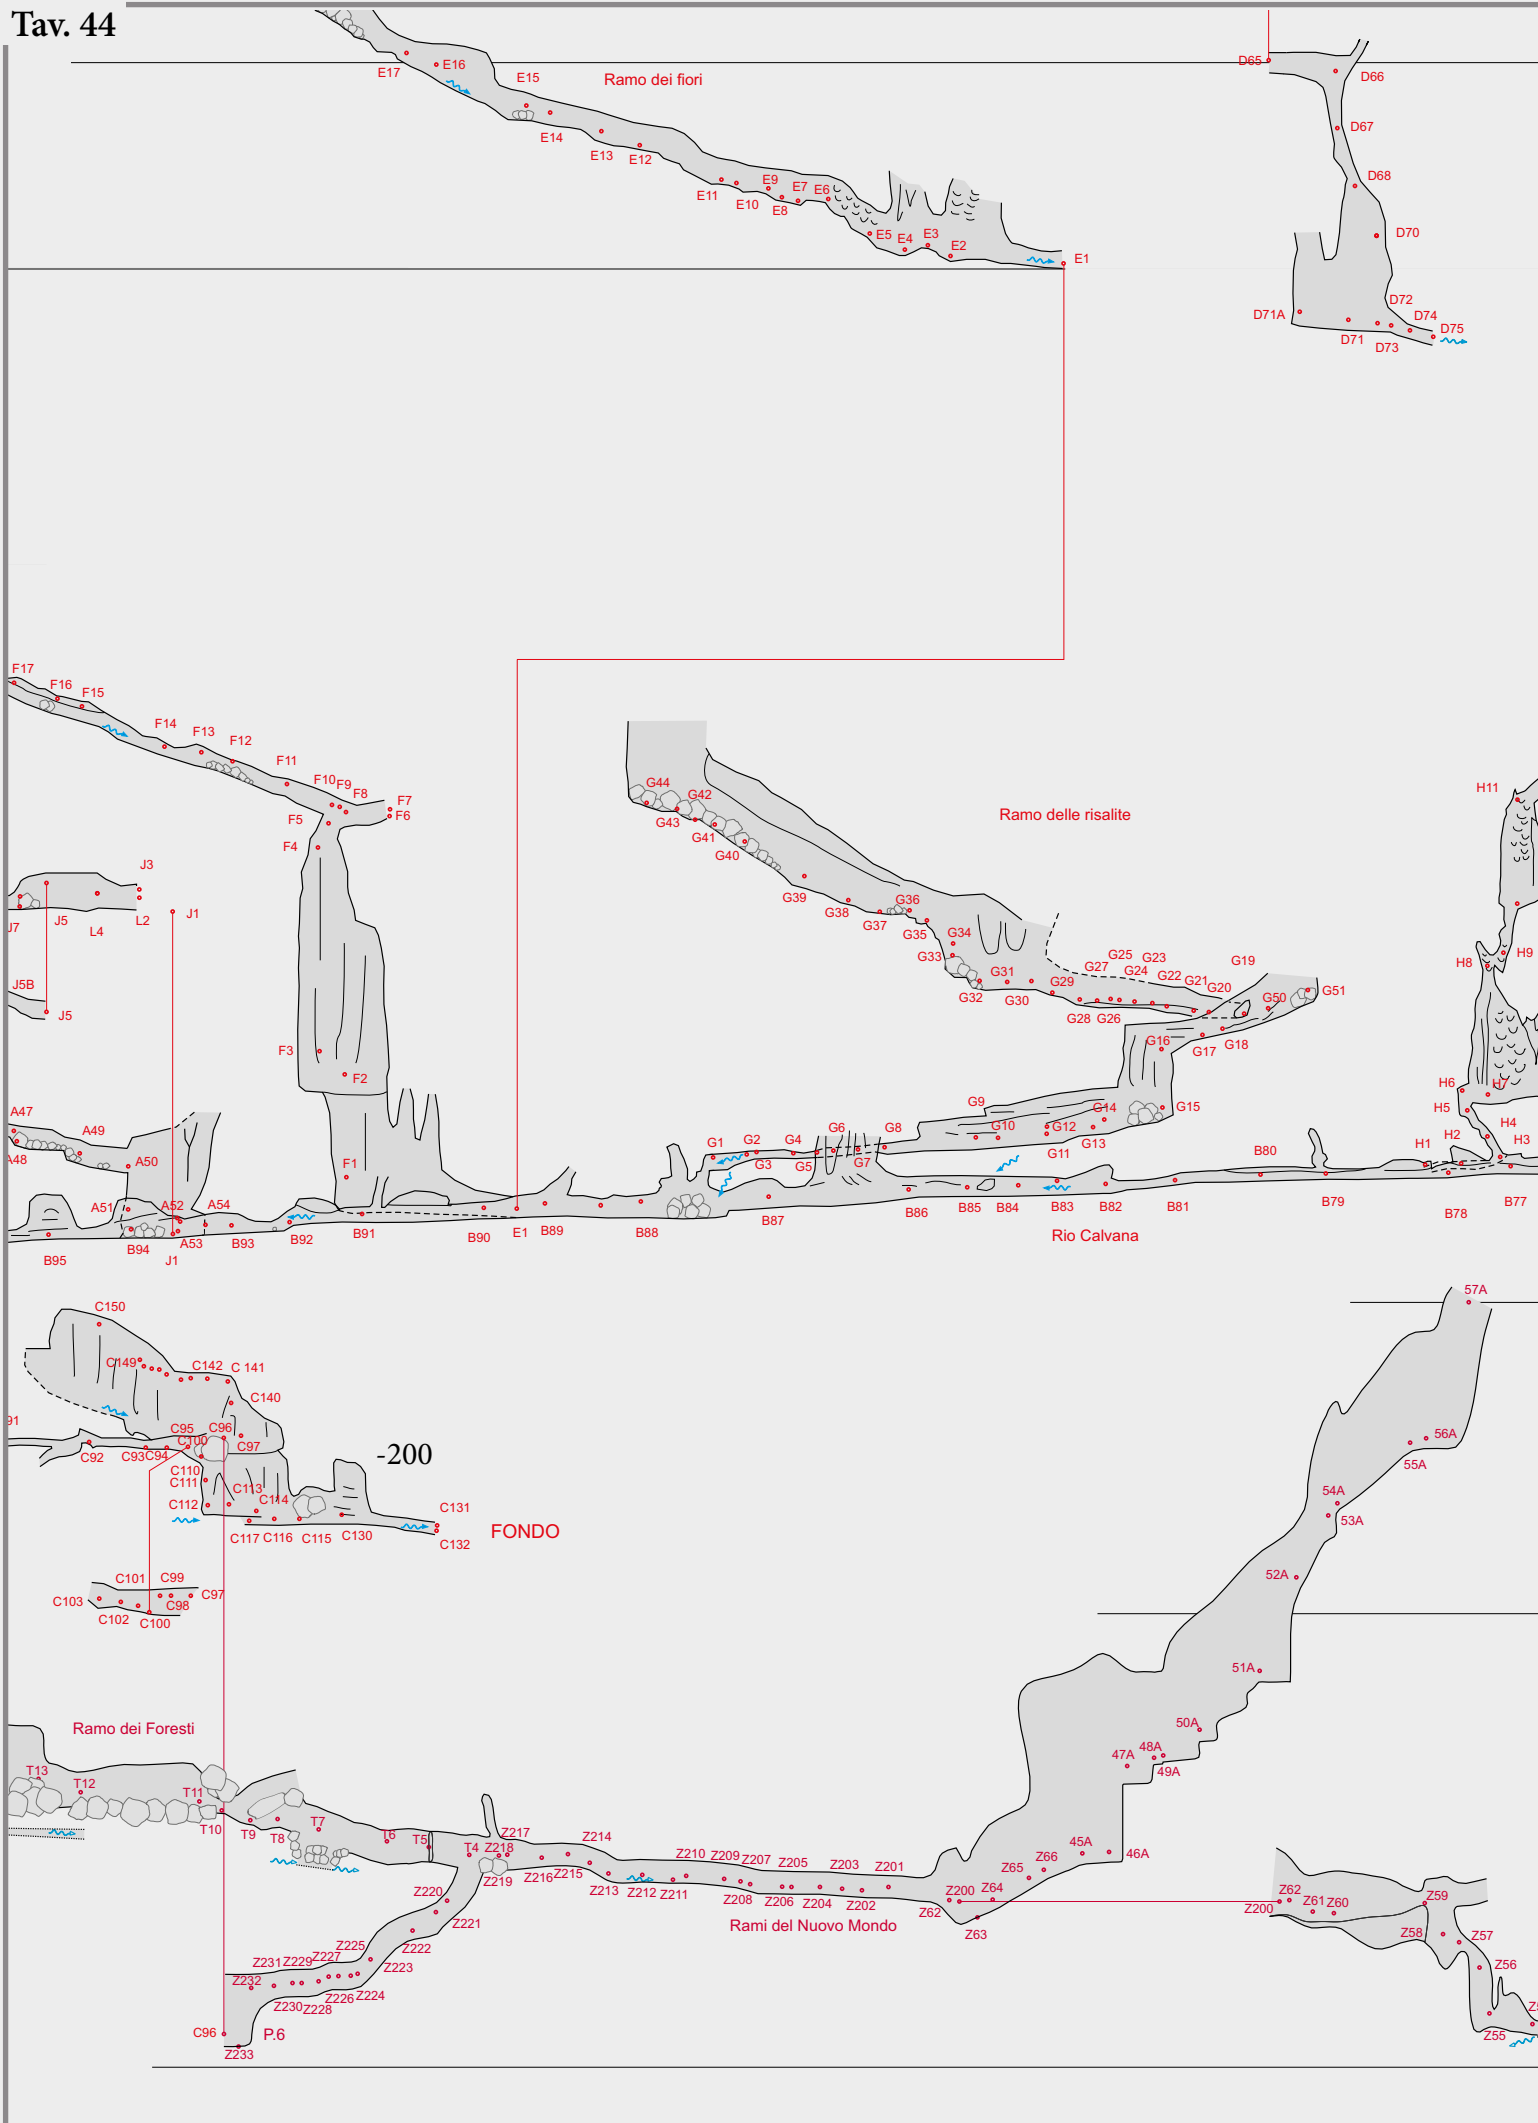 Tav. 44
E17
E16
E15
Ramo dei fiori
E14
E13
E12
E11
E10
E9
E8
E7
E6
E5
E4
E3
E2
E1
D65
D66
D67
D68
D70
D71A
D71
D72
D73
D74
D75
F17
F16
F15
F14
F13
F12
F11
F10
F9
F8
F7
F6
F5
F4
F3
F2
F1
J3
J7
J5
L4
L2
J1
J5B
J5
A47
A48
A49
A50
A51
A52
A53
A54
B95
B94
J1
B93
B92
B91
B90
E1
B89
B88
B87
B86
B85
B84
B83
B82
B81
B80
B79
B78
B77
G44
G42
G43
G41
G40
Ramo delle risalite
G39
G38
G37
G36
G35
G34
G33
G32
G31
G30
G29
G28
G27
G26
G25
G24
G23
G22
G21
G20
G19
G50
G51
G18
G17
G16
G15
G14
G13
G12
G11
G10
G9
G8
G7
G6
G5
G4
G3
G2
G1
H11
H9
H8
H7
H6
H5
H4
H3
H2
H1
Rio Calvana
C150
C149
C142
C 141
C140
91
C92
C93
C94
C95
C96
C100
C97
C110
C111
C112
C113
C114
C117
C116
C115
C130
C131
C132
-200
FONDO
C103
C101
C102
C99
C98
C97
C100
57A
56A
55A
54A
53A
52A
51A
50A
49A
48A
47A
46A
45A
Ramo dei Foresti
T13
T12
T11
T10
T9
T8
T7
T6
T5
T4
Z217
Z218
Z219
Z216
Z215
Z214
Z213
Z212
Z211
Z210
Z209
Z208
Z207
Z206
Z205
Z204
Z203
Z202
Z201
Rami del Nuovo Mondo
Z62
Z200
Z63
Z64
Z65
Z66
Z220
Z221
Z222
Z223
Z224
Z225
Z226
Z227
Z228
Z229
Z230
Z231
Z232
C96
P.6
Z233
Z200
Z62
Z61
Z60
Z59
Z58
Z57
Z56
Z55